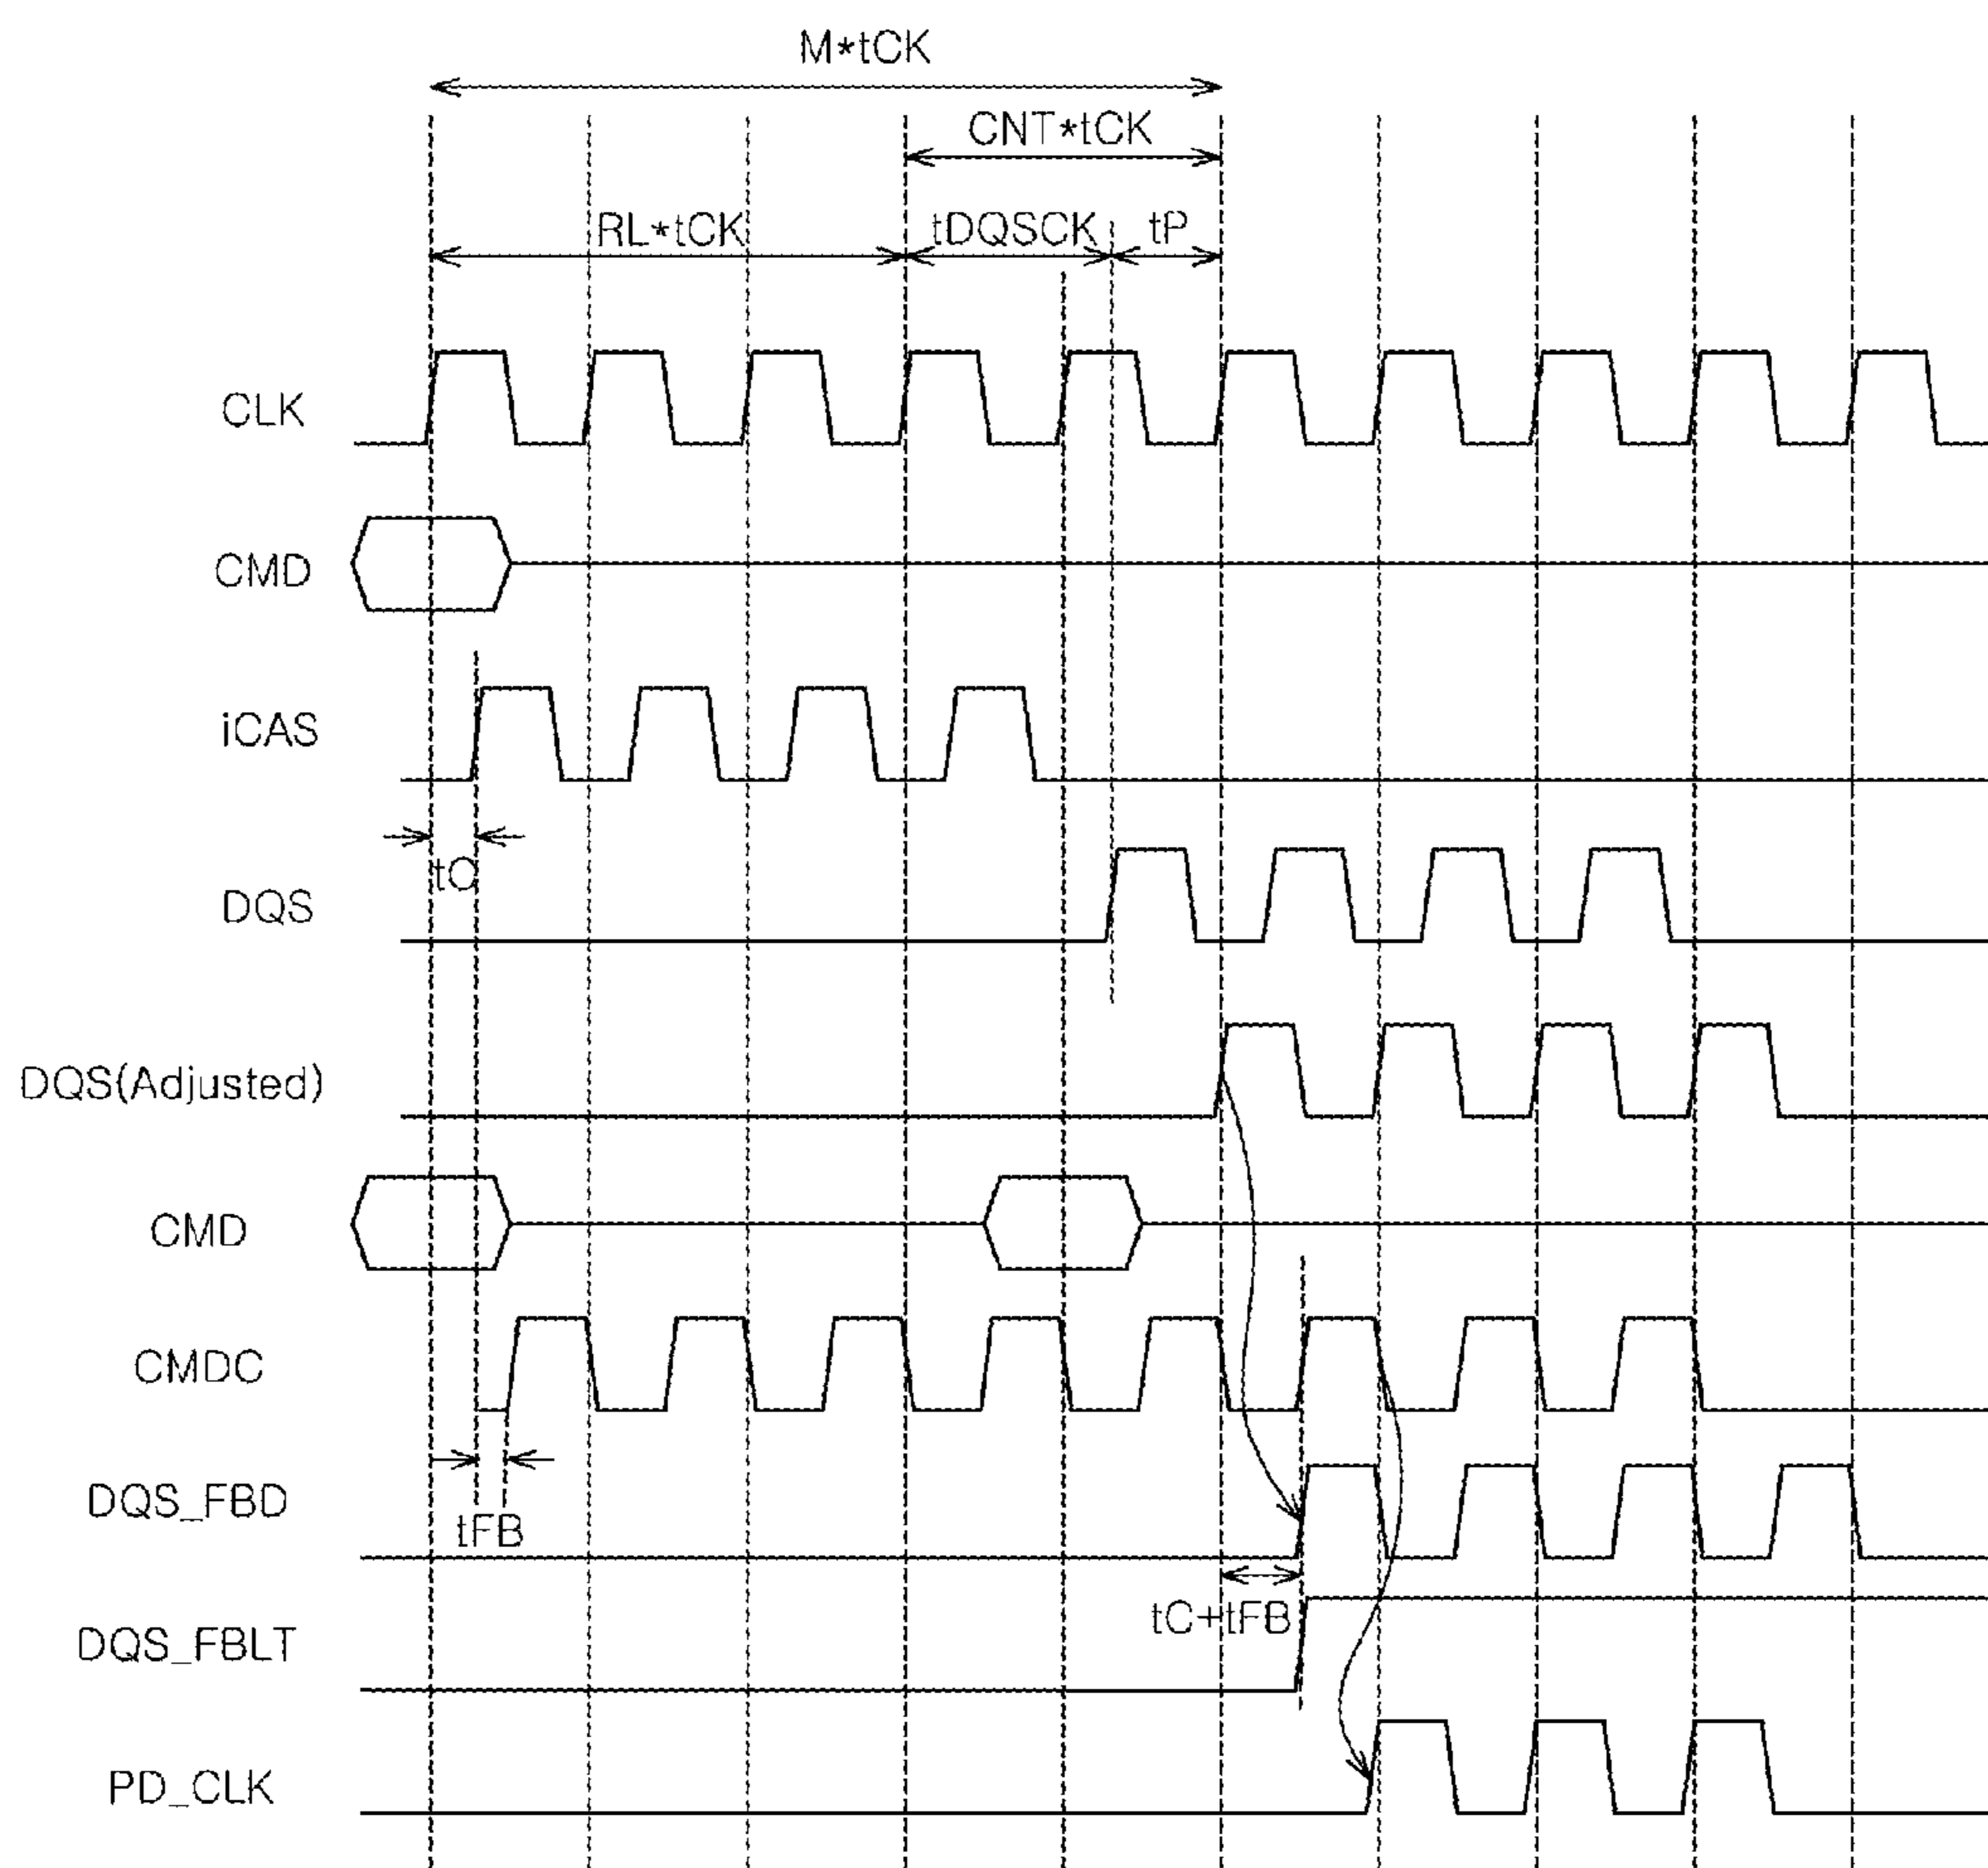 M*tCK
CNT*tCK
RL*tCK
tDQSCK
tP
CLK
CMD
iCAS
tC
DQS
DQS(Adjusted)
CMD
CMDC
DQS_FBD
tFB
tC+tFB
DQS_FBLT
PD_CLK